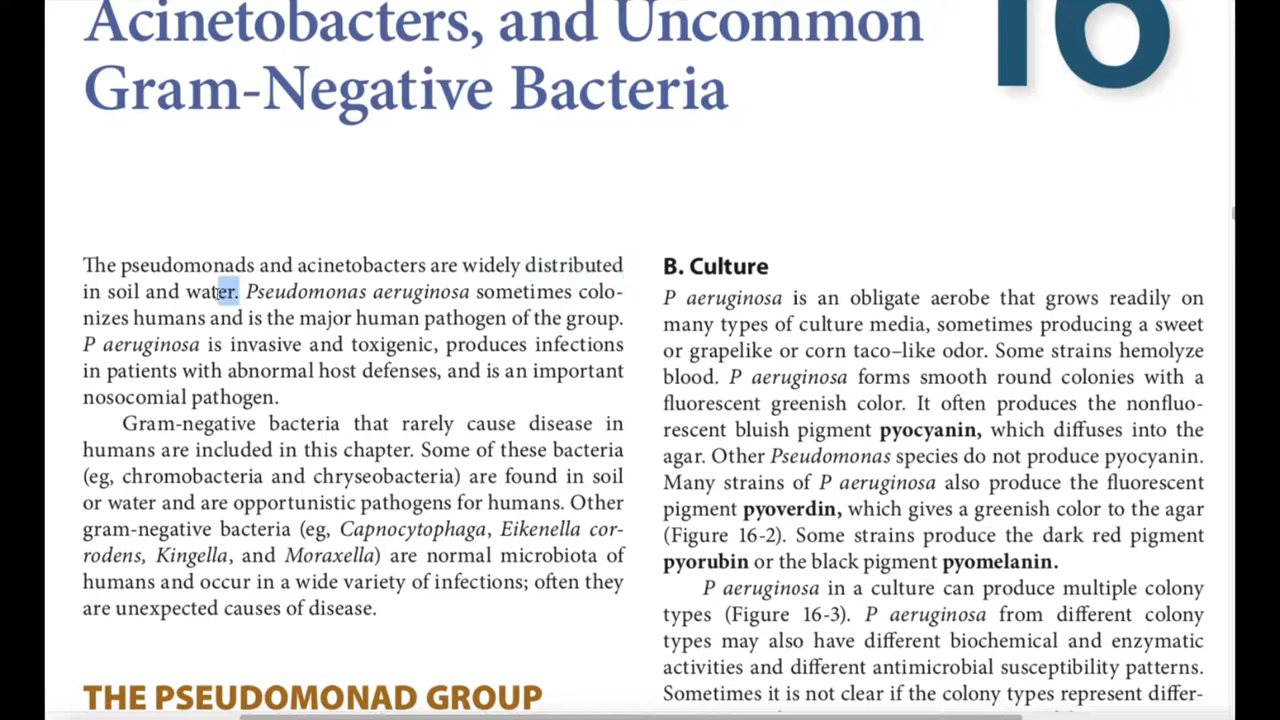 Acinetobacters, and Uncommon
Gram-Negative Bacteria
16
The pseudomonads and acinetobacters are widely distributed
in soil and water. Pseudomonas aeruginosa sometimes colo-
nizes humans and is the major human pathogen of the group.
P aeruginosa is invasive and toxigenic, produces infections
in patients with abnormal host defenses, and is an important
nosocomial pathogen.
Gram-negative bacteria that rarely cause disease in
humans are included in this chapter. Some of these bacteria
(eg, chromobacteria and chryseobacteria) are found in soil
or water and are opportunistic pathogens for humans. Other
gram-negative bacteria (eg, Capnocytophaga, Eikenella cor-
rodens, Kingella, and Moraxella) are normal microbiota of
humans and occur in a wide variety of infections; often they
are unexpected causes of disease.
THE PSEUDOMONAD GROUP
B. Culture
P aeruginosa is an obligate aerobe that grows readily on
many types of culture media, sometimes producing a sweet
or grapelike or corn taco–like odor. Some strains hemolyze
blood. P aeruginosa forms smooth round colonies with a
fluorescent greenish color. It often produces the nonfluo-
rescent bluish pigment pyocyanin, which diffuses into the
agar. Other Pseudomonas species do not produce pyocyanin.
Many strains of P aeruginosa also produce the fluorescent
pigment pyoverdin, which gives a greenish color to the agar
(Figure 16-2). Some strains produce the dark red pigment
pyorubin or the black pigment pyomelanin.
P aeruginosa in a culture can produce multiple colony
types (Figure 16-3). P aeruginosa from different colony
types may also have different biochemical and enzymatic
activities and different antimicrobial susceptibility patterns.
Sometimes it is not clear if the colony types represent differ-